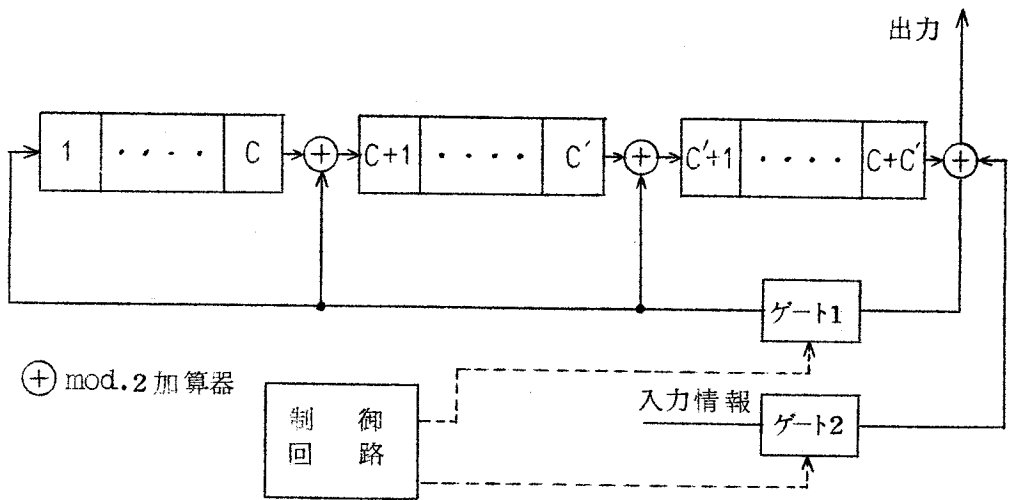 出力
1 ・・・・ C ⊕ C+1 ・・・・ C′ ⊕ C′+1 ・・・・ C+C′ ⊕
ゲート1
⊕ mod.2加算器
入力情報
ゲート2
制御
回路